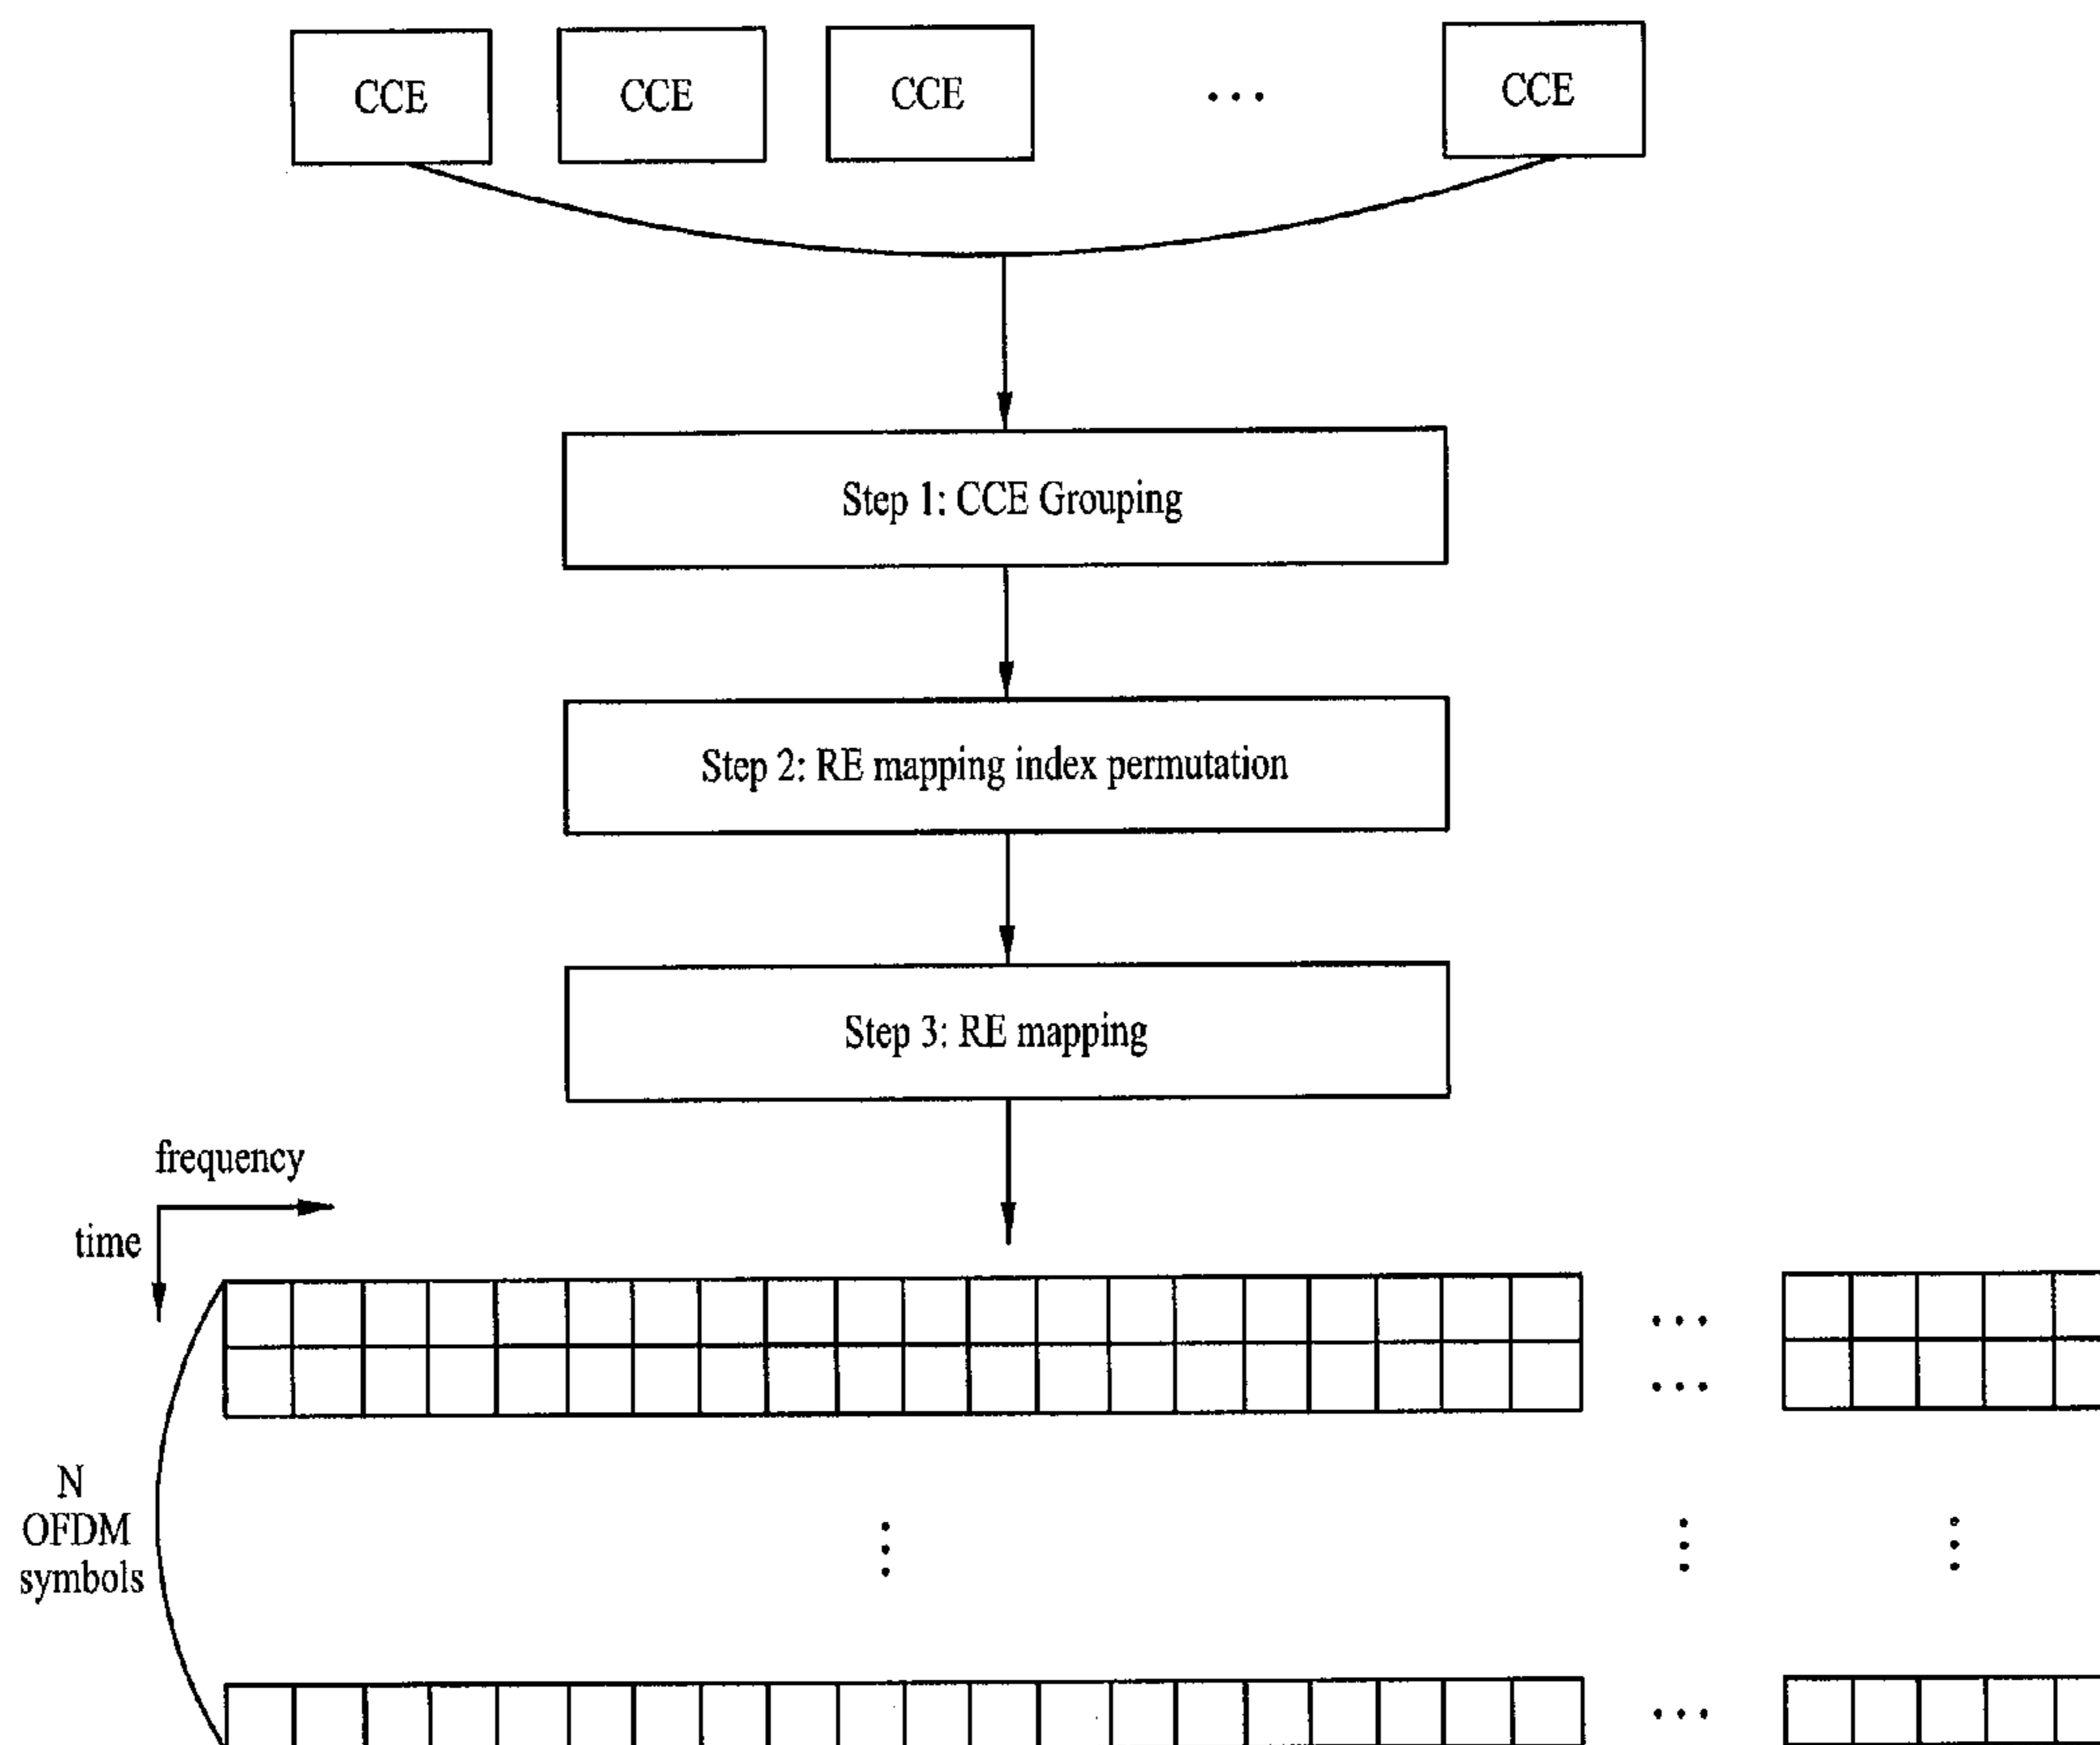 CCE CCE CCE ... CCE
Step 1: CCE Grouping
Step 2: RE mapping index permutation
Step 3: RE mapping
frequency
time
N
OFDM
symbols